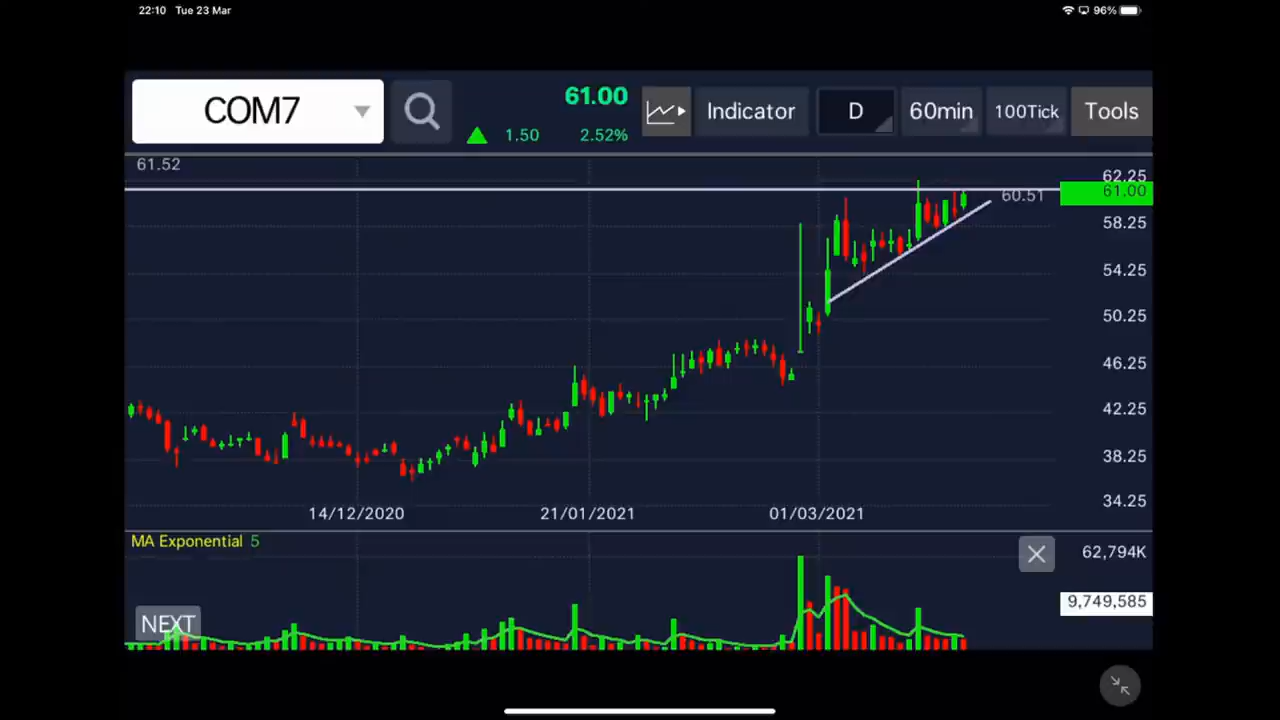 22:10 Tue 23 Mar
96%
COM7
61.00
1.50 2.52%
Indicator
D
60min
100Tick
Tools
61.52
62.25
61.00
60.51
58.25
54.25
50.25
46.25
42.25
38.25
34.25
14/12/2020 21/01/2021 01/03/2021
MA Exponential 5
62,794K
9,749,585
NEXT